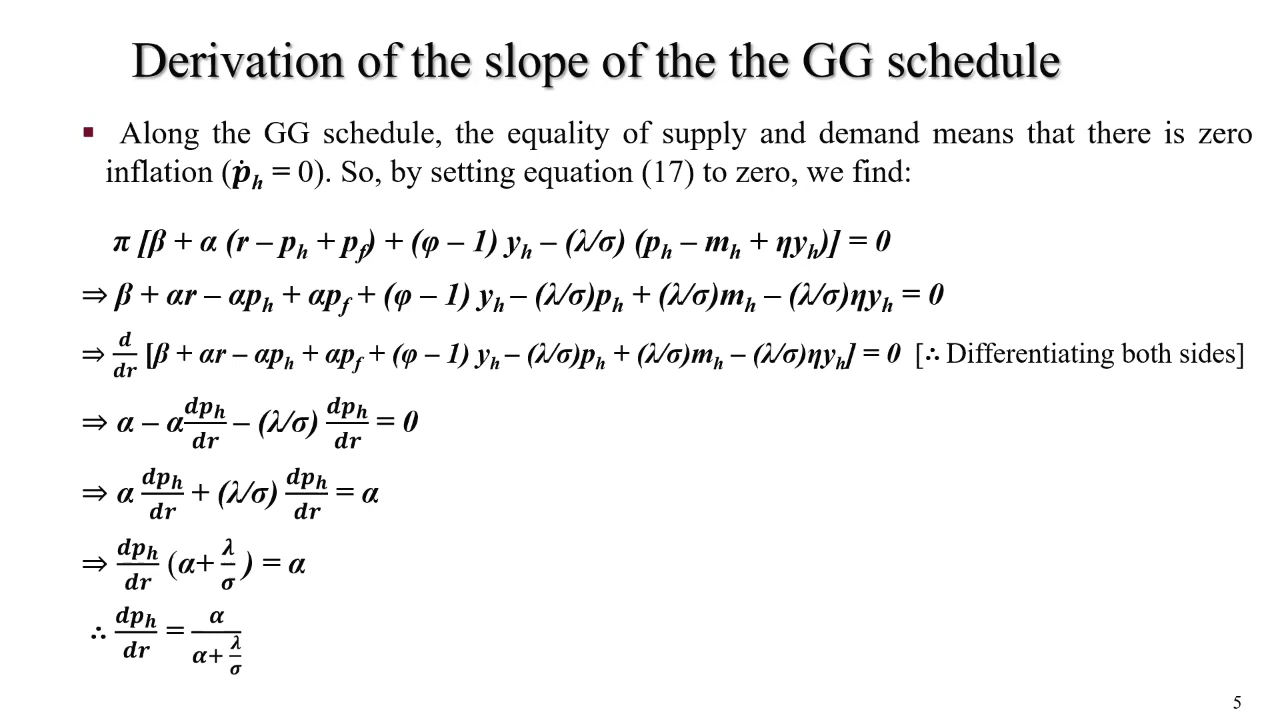 Derivation of the slope of the the GG schedule
▪ Along the GG schedule, the equality of supply and demand means that there is zero
inflation (ṗₕ = 0). So, by setting equation (17) to zero, we find:
π [β + α (r – pₕ + p_f) + (φ – 1) yₕ – (λ/σ) (pₕ – mₕ + ηyₕ)] = 0
⇒ β + αr – αpₕ + αp_f + (φ – 1) yₕ – (λ/σ)pₕ + (λ/σ)mₕ – (λ/σ)ηyₕ = 0
⇒ d/dr [β + αr – αpₕ + αp_f + (φ – 1) yₕ – (λ/σ)pₕ + (λ/σ)mₕ – (λ/σ)ηyₕ] = 0 [∴ Differentiating both sides]
⇒ α – α dpₕ/dr – (λ/σ) dpₕ/dr = 0
⇒ α dpₕ/dr + (λ/σ) dpₕ/dr = α
⇒ dpₕ/dr (α+ λ/σ ) = α
∴ dpₕ/dr = α/(α+ λ/σ)
5